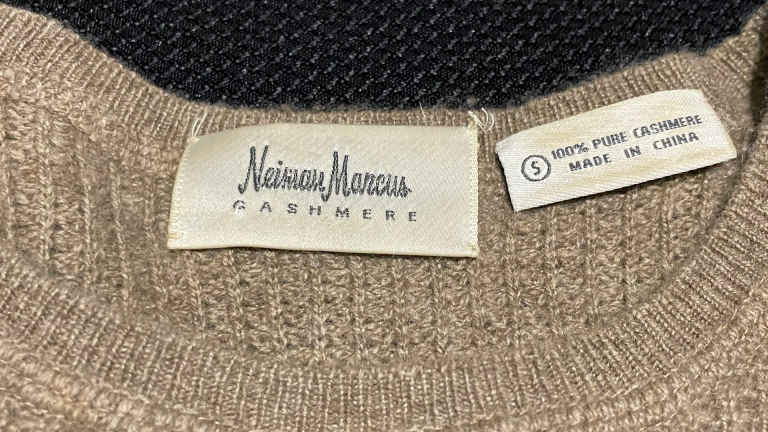 Neiman Marcus
CASHMERE
S 100% PURE CASHMERE
MADE IN CHINA